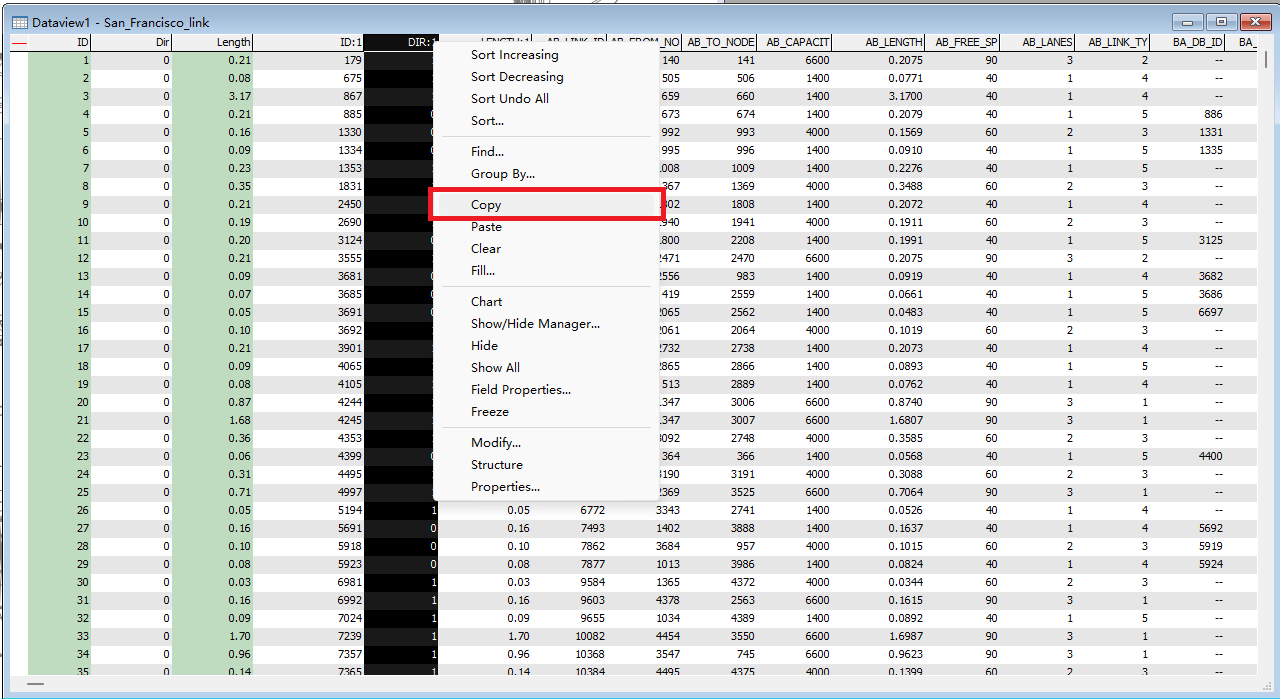 Dataview1 - San_Francisco_link
ID Dir Length ID:1 DIR:1 AB_TO_NODE AB_CAPACIT AB_LENGTH AB_FREE_SP AB_LANES AB_LINK_TY BA_DB_ID BA_
1 0 0.21 179 140 141 6600 0.2075 90 3 2 --
2 0 0.08 675 505 506 1400 0.0771 40 1 4 --
3 0 3.17 867 659 660 1400 3.1700 40 1 4 --
4 0 0.21 885 673 674 1400 0.2079 40 1 5 886
5 0 0.16 1330 992 993 4000 0.1569 60 2 3 1331
6 0 0.09 1334 995 996 1400 0.0910 40 1 5 1335
7 0 0.23 1353 1009 1400 0.2276 40 1 5 --
8 0 0.35 1831 1369 4000 0.3488 60 2 3 --
9 0 0.21 2450 1808 1400 0.2072 40 1 4 --
10 0 0.19 2690 1941 4000 0.1911 60 2 3 --
11 0 0.20 3124 2208 1400 0.1991 40 1 5 3125
12 0 0.21 3555 2470 6600 0.2075 90 3 2 --
13 0 0.09 3681 983 1400 0.0919 40 1 4 3682
14 0 0.07 3685 419 2559 1400 0.0661 40 1 5 3686
15 0 0.05 3691 2562 1400 0.0483 40 1 5 6697
16 0 0.10 3692 2064 4000 0.1019 60 2 3 --
17 0 0.21 3901 2738 1400 0.2073 40 1 4 --
18 0 0.09 4065 2866 1400 0.0893 40 1 5 --
19 0 0.08 4105 513 2889 1400 0.0762 40 1 4 --
20 0 0.87 4244 3006 6600 0.8740 90 3 1 --
21 0 1.68 4245 3007 6600 1.6807 90 3 1 --
22 0 0.36 4353 2748 4000 0.3585 60 2 3 --
23 0 0.06 4399 364 366 1400 0.0568 40 1 5 4400
24 0 0.31 4495 3191 4000 0.3088 60 2 3 --
25 0 0.71 4997 3525 6600 0.7064 90 3 1 --
26 0 0.05 5194 1 0.05 6772 3343 2741 1400 0.0526 40 1 4 --
27 0 0.16 5691 0 0.16 7493 1402 3888 1400 0.1637 40 1 4 5692
28 0 0.10 5918 0 0.10 7862 3684 957 4000 0.1015 60 2 3 5919
29 0 0.08 5923 0 0.08 7877 1013 3986 1400 0.0824 40 1 4 5924
30 0 0.03 6981 1 0.03 9584 1365 4372 4000 0.0344 60 2 3 --
31 0 0.16 6992 1 0.16 9603 4378 2563 6600 0.1615 90 3 1 --
32 0 0.09 7024 1 0.09 9655 1034 4389 1400 0.0892 40 1 5 --
33 0 1.70 7239 1 1.70 10082 4454 3550 6600 1.6987 90 3 1 --
34 0 0.96 7357 1 0.96 10368 3547 745 6600 0.9623 90 3 1 --
35 0 0.14 7365 1 0.14 10384 4495 4375 4000 0.1399 60 2 3 --
Sort Increasing
Sort Decreasing
Sort Undo All
Sort...
Find...
Group By...
Copy
Paste
Clear
Fill...
Chart
Show/Hide Manager...
Hide
Show All
Field Properties...
Freeze
Modify...
Structure
Properties...